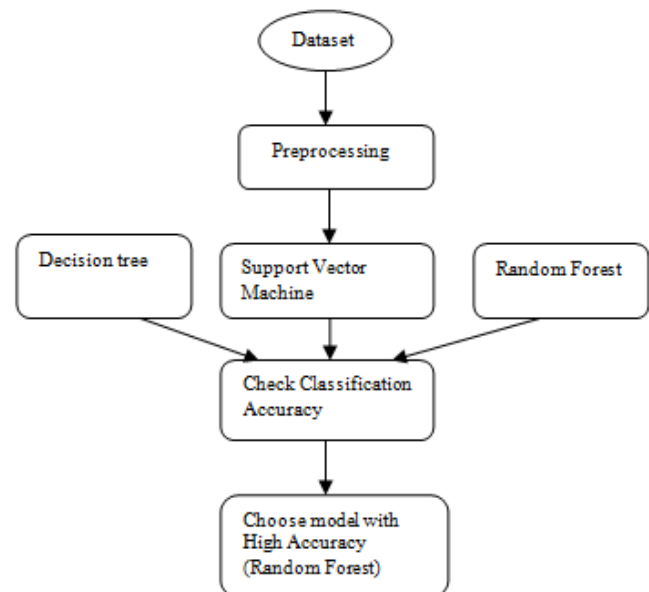 Dataset
Preprocessing
Decision tree
Support Vector
Machine
Random Forest
Check Classification
Accuracy
Choose model with
High Accuracy
(Random Forest)